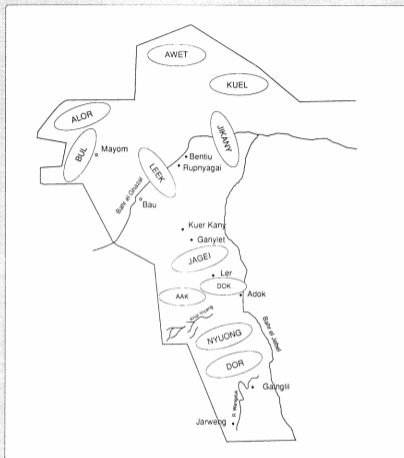 AWET
KUEL
ALOR
JIKANY
BUL
Mayom
LEEK
Bentiu
Rupnyagai
Bahr el Ghazal
Bau
Kuer Kany
Ganyiet
JAGEI
Ler
DOK
AAK
Adok
Bahr el Jebel
NYUONG
DOR
Ganglil
Jarweng